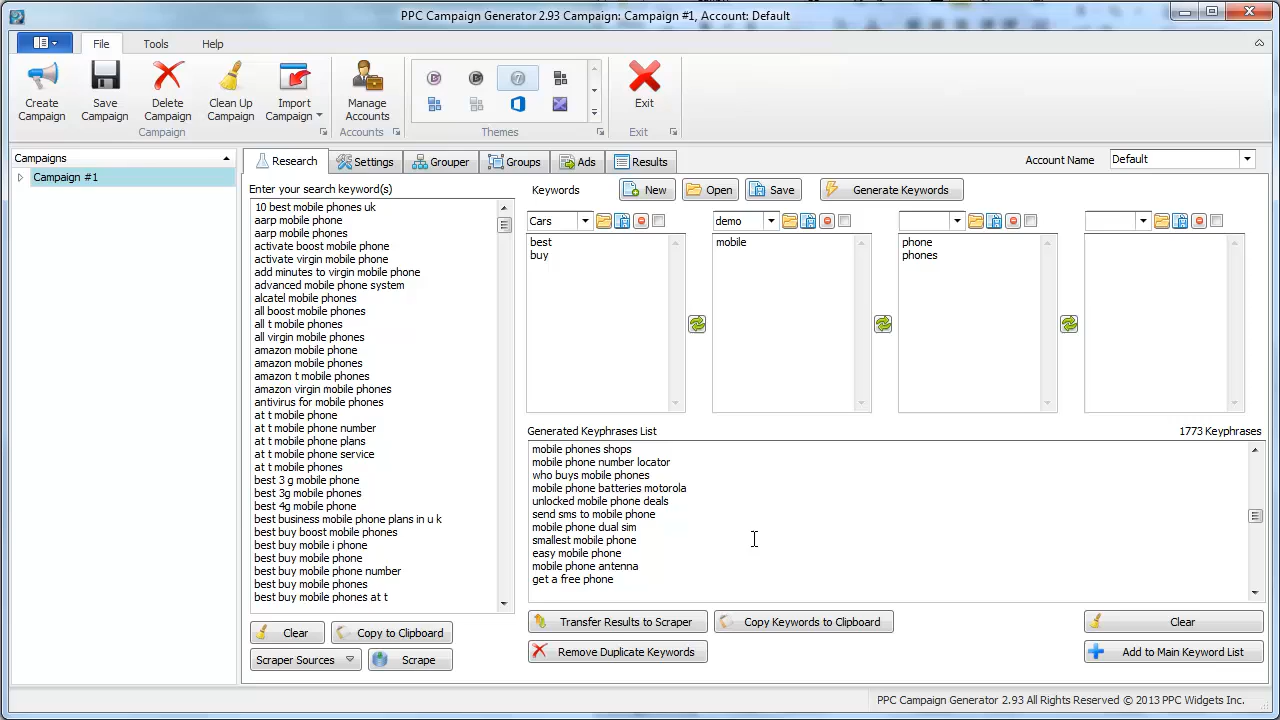 PPC Campaign Generator 2.93 Campaign: Campaign #1, Account: Default
File
Tools
Help
Create Campaign
Save Campaign
Delete Campaign
Clean Up Campaign
Import Campaign
Manage Accounts
Exit
Campaign
Accounts
Themes
Exit
Campaigns
Campaign #1
Research
Settings
Grouper
Groups
Ads
Results
Account Name
Default
Enter your search keyword(s)
10 best mobile phones uk
aarp mobile phone
aarp mobile phones
activate boost mobile phone
activate virgin mobile phone
add minutes to virgin mobile phone
advanced mobile phone system
alcatel mobile phones
all boost mobile phones
all t mobile phones
all virgin mobile phones
amazon mobile phone
amazon mobile phones
amazon t mobile phones
amazon virgin mobile phones
antivirus for mobile phones
at t mobile phone
at t mobile phone number
at t mobile phone plans
at t mobile phone service
at t mobile phones
best 3 g mobile phone
best 3g mobile phones
best 4g mobile phone
best business mobile phone plans in u k
best buy boost mobile phones
best buy mobile i phone
best buy mobile phone
best buy mobile phone number
best buy mobile phones
best buy mobile phones at t
Clear
Copy to Clipboard
Scraper Sources
Scrape
Keywords
New
Open
Save
Generate Keywords
Cars
demo
best
buy
mobile
phone
phones
Generated Keyphrases List
1773 Keyphrases
mobile phones shops
mobile phone number locator
who buys mobile phones
mobile phone batteries motorola
unlocked mobile phone deals
send sms to mobile phone
mobile phone dual sim
smallest mobile phone
easy mobile phone
mobile phone antenna
get a free phone
Transfer Results to Scraper
Copy Keywords to Clipboard
Clear
Remove Duplicate Keywords
Add to Main Keyword List
PPC Campaign Generator 2.93 All Rights Reserved © 2013 PPC Widgets Inc.